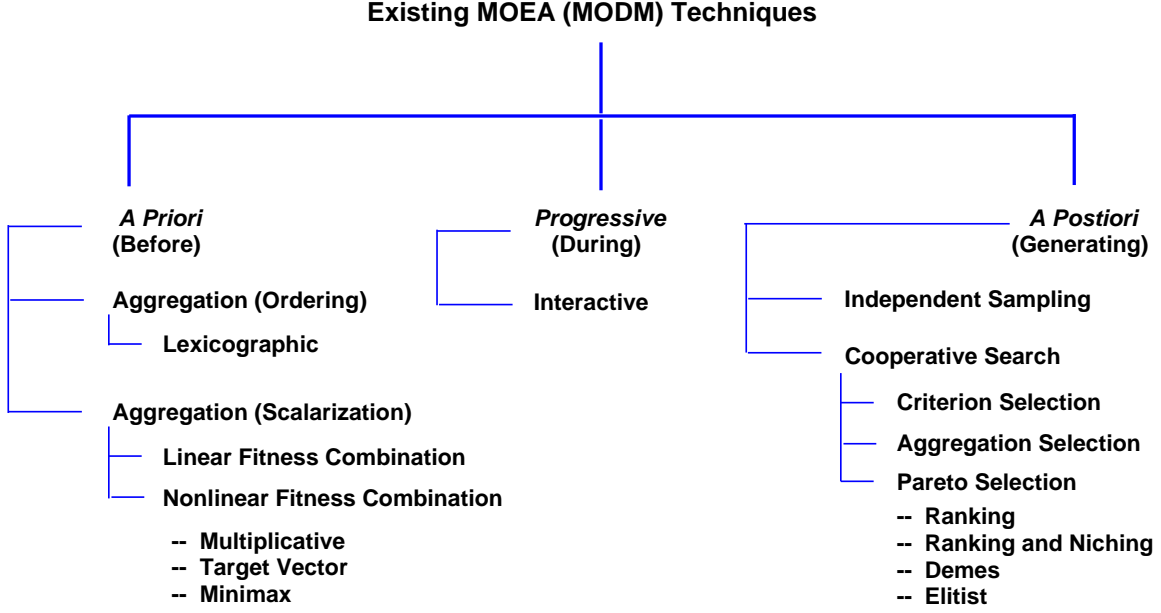 Existing MOEA (MODM) Techniques
A Priori
(Before)
Aggregation (Ordering)
Lexicographic
Aggregation (Scalarization)
Linear Fitness Combination
Nonlinear Fitness Combination
-- Multiplicative
-- Target Vector
-- Minimax
Progressive
(During)
Interactive
A Postiori
(Generating)
Independent Sampling
Cooperative Search
Criterion Selection
Aggregation Selection
Pareto Selection
-- Ranking
-- Ranking and Niching
-- Demes
-- Elitist